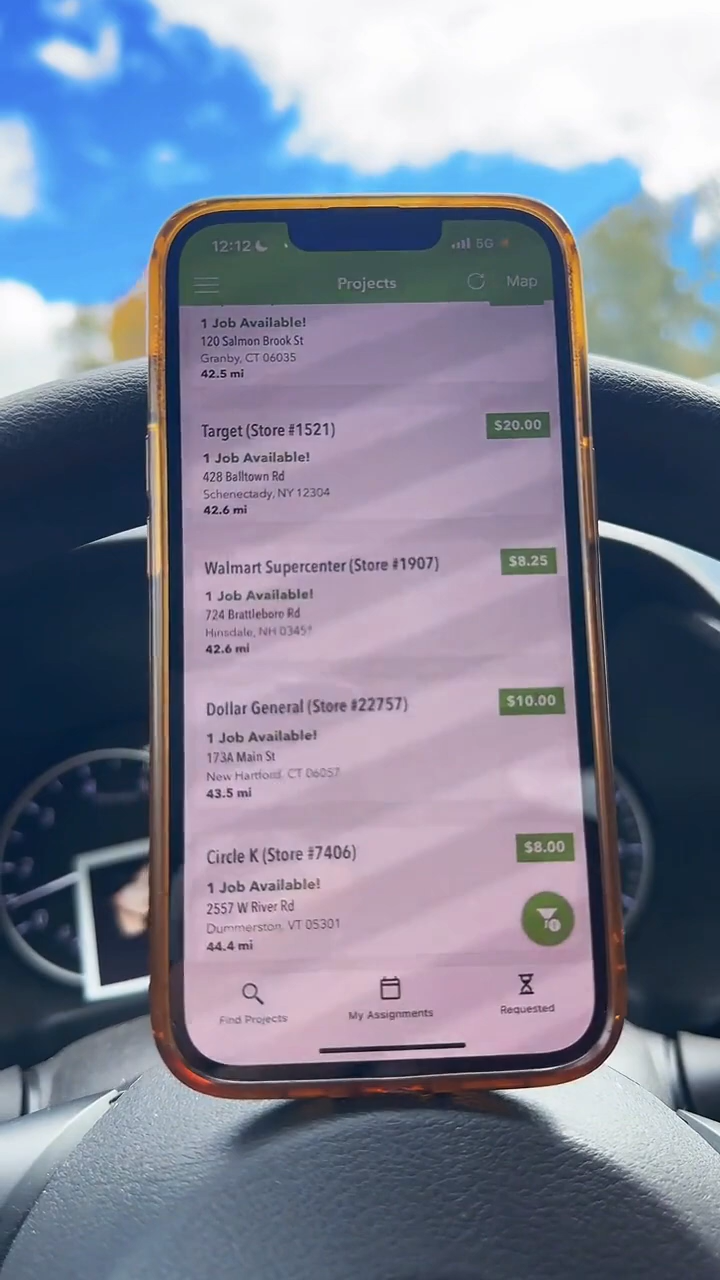 12:12
5G
Projects
Map
1 Job Available!
120 Salmon Brook St
Granby, CT 06035
42.5 mi
Target (Store #1521)
$20.00
1 Job Available!
428 Balltown Rd
Schenectady, NY 12304
42.6 mi
Walmart Supercenter (Store #1907)
$8.25
1 Job Available!
724 Brattleboro Rd
Hinsdale, NH
42.6 mi
Dollar General (Store #22757)
$10.00
1 Job Available!
173A Main St
New Hartford, CT 06057
43.5 mi
Circle K (Store #7406)
$8.00
1 Job Available!
2557 W River Rd
Dummerston, VT 05301
44.4 mi
Find Projects
My Assignments
Requested